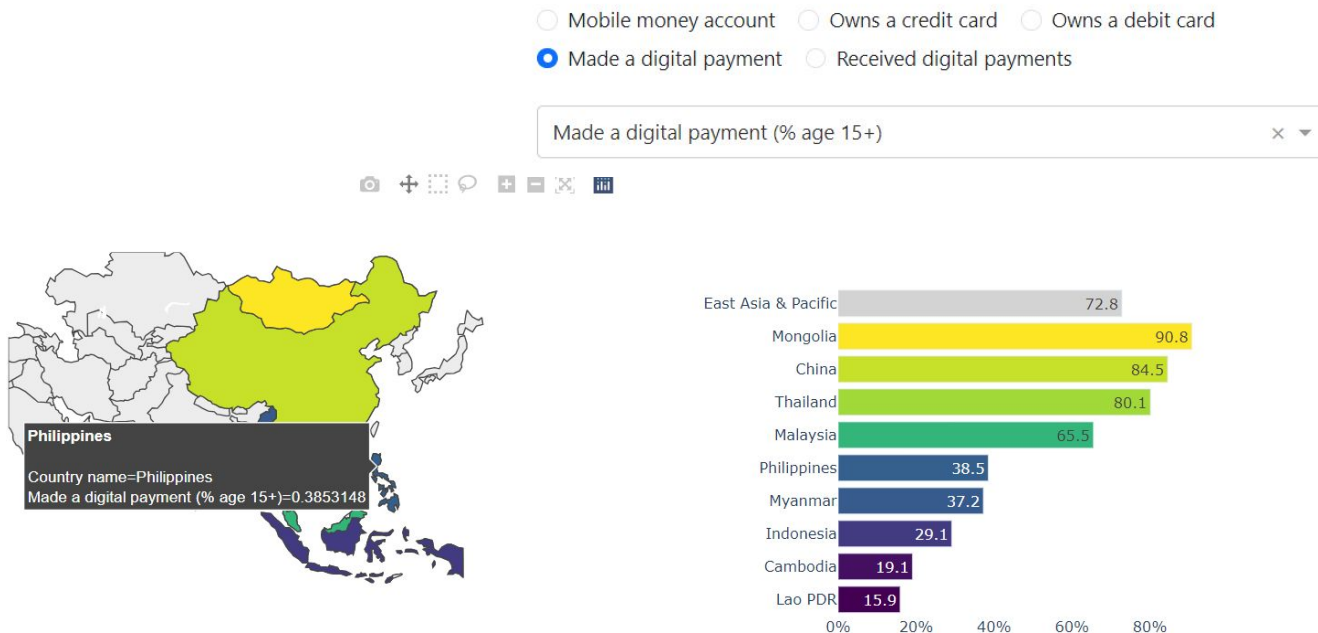 Mobile money account Owns a credit card Owns a debit card
Made a digital payment Received digital payments
Made a digital payment (% age 15+)
Philippines
Country name=Philippines
Made a digital payment (% age 15+)=0.3853148
East Asia & Pacific 72.8
Mongolia 90.8
China 84.5
Thailand 80.1
Malaysia 65.5
Philippines 38.5
Myanmar 37.2
Indonesia 29.1
Cambodia 19.1
Lao PDR 15.9
0% 20% 40% 60% 80%